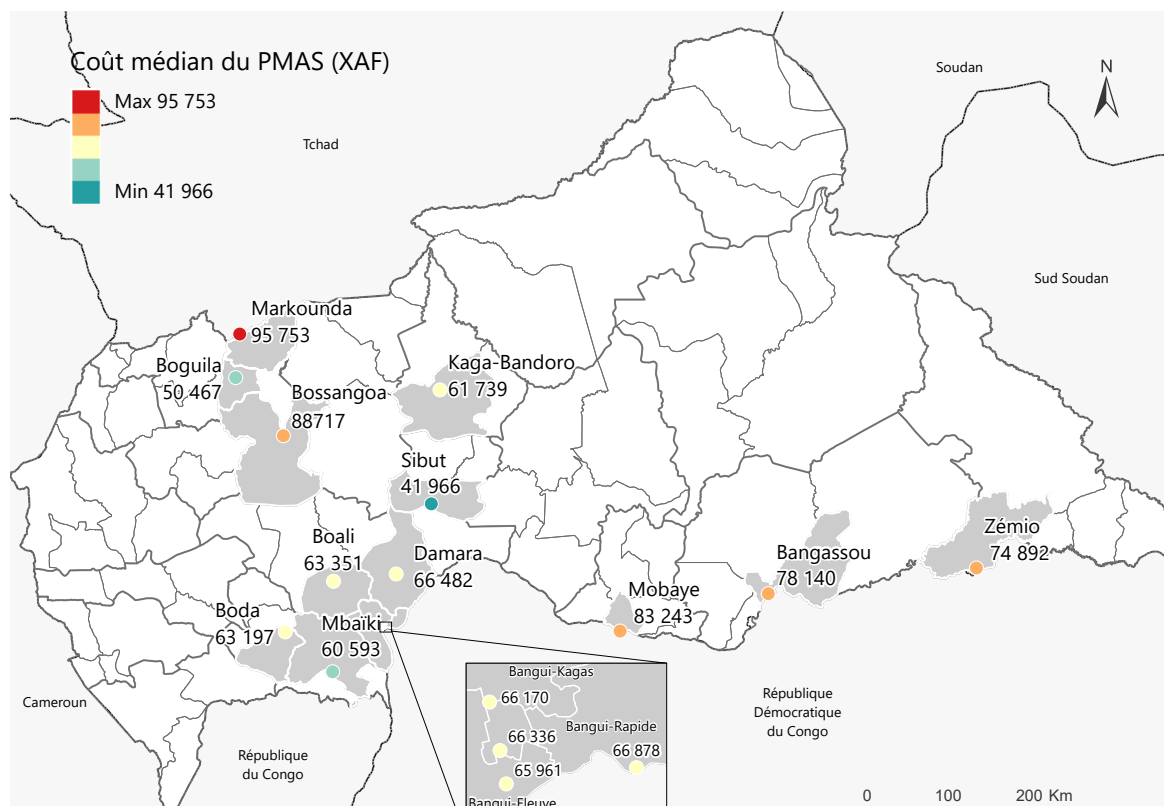 Coût médian du PMAS (XAF)
Max 95 753
Min 41 966
Soudan
N
Tchad
Sud Soudan
Markounda
95 753
Boguila
50 467
Bossangoa
88717
Kaga-Bandoro
61 739
Sibut
41 966
Boali
63 351
Damara
66 482
Zémio
74 892
Bangassou
78 140
Mobaye
83 243
Boda
63 197
Mbaïki
60 593
Bangui-Kagas
66 170
Bangui-Rapide
66 336
66 878
65 961
Bangui-Fleuve
Cameroun
République
du Congo
République
Démocratique
du Congo
0 100 200 Km